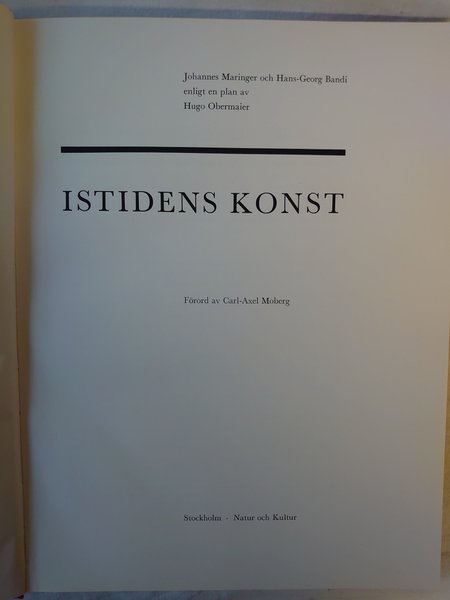 Johannes Maringer och Hans-Georg Bandi
enligt en plan av
Hugo Obermaier
ISTIDENS KONST
Förord av Carl-Axel Moberg
Stockholm · Natur och Kultur